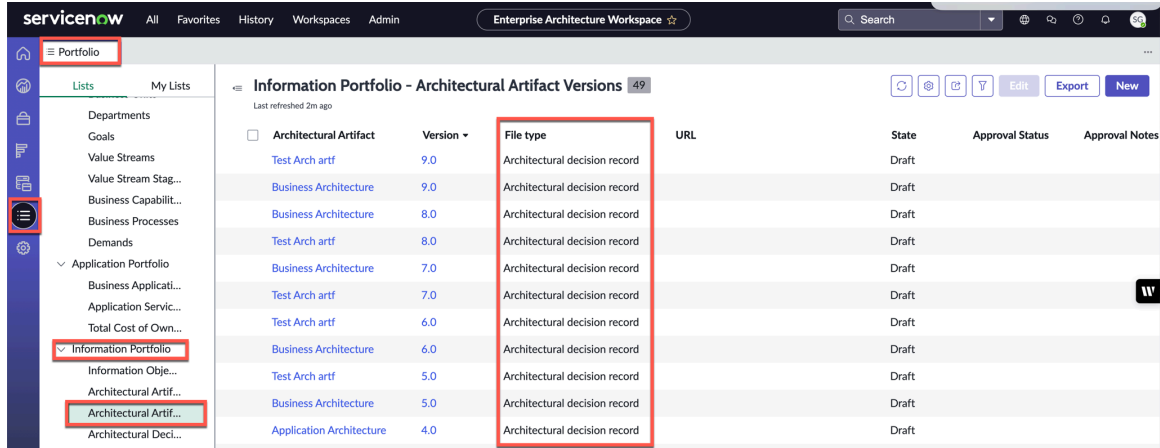 servicenow All Favorites History Workspaces Admin Enterprise Architecture Workspace Search SG
Portfolio
Lists My Lists
Departments
Goals
Value Streams
Value Stream Stag...
Business Capabilit...
Business Processes
Demands
Application Portfolio
Business Applicati...
Application Servic...
Total Cost of Own...
Information Portfolio
Information Obje...
Architectural Artif...
Architectural Artif...
Architectural Deci...
Information Portfolio - Architectural Artifact Versions 49
Last refreshed 2m ago
Edit Export New
Architectural Artifact Version File type URL State Approval Status Approval Notes
Test Arch artf 9.0 Architectural decision record Draft
Business Architecture 9.0 Architectural decision record Draft
Business Architecture 8.0 Architectural decision record Draft
Test Arch artf 8.0 Architectural decision record Draft
Business Architecture 7.0 Architectural decision record Draft
Test Arch artf 7.0 Architectural decision record Draft
Test Arch artf 6.0 Architectural decision record Draft
Business Architecture 6.0 Architectural decision record Draft
Test Arch artf 5.0 Architectural decision record Draft
Business Architecture 5.0 Architectural decision record Draft
Application Architecture 4.0 Architectural decision record Draft
W